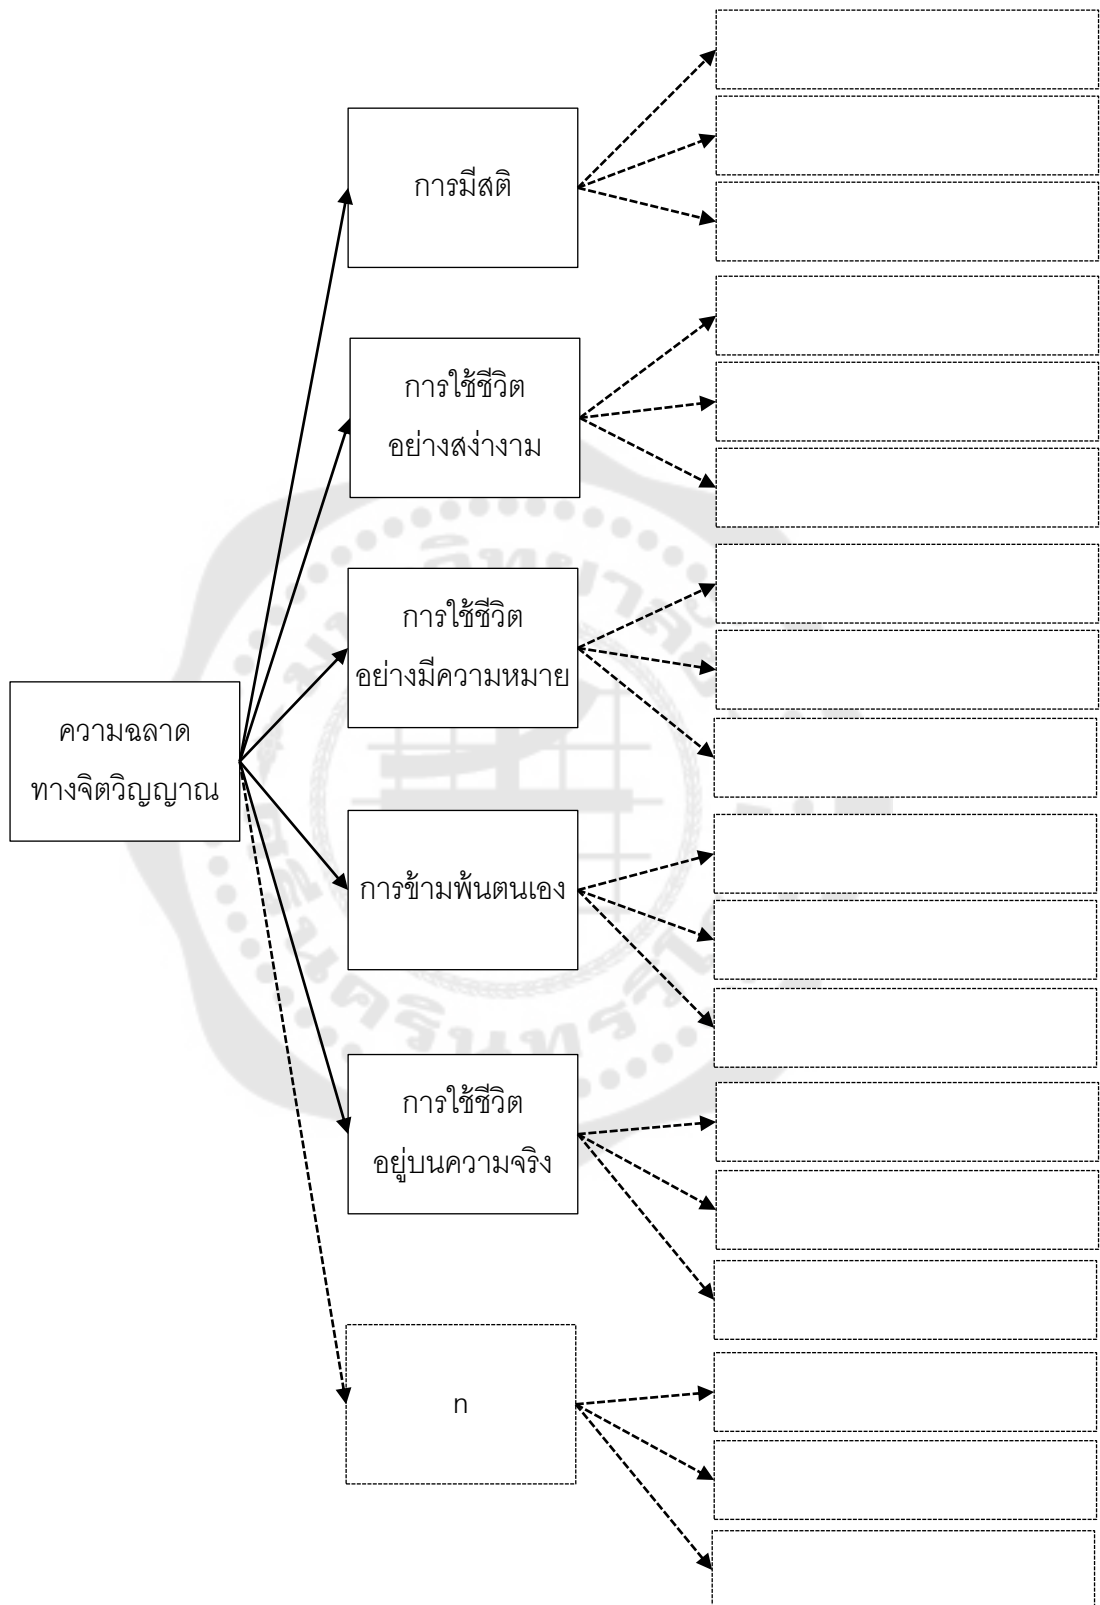 การมีสติ
การใช้ชีวิต
อย่างสง่างาม
การใช้ชีวิต
อย่างมีความหมาย
ความฉลาด
ทางจิตวิญญาณ
การข้ามพ้นตนเอง
การใช้ชีวิต
อยู่บนความจริง
n